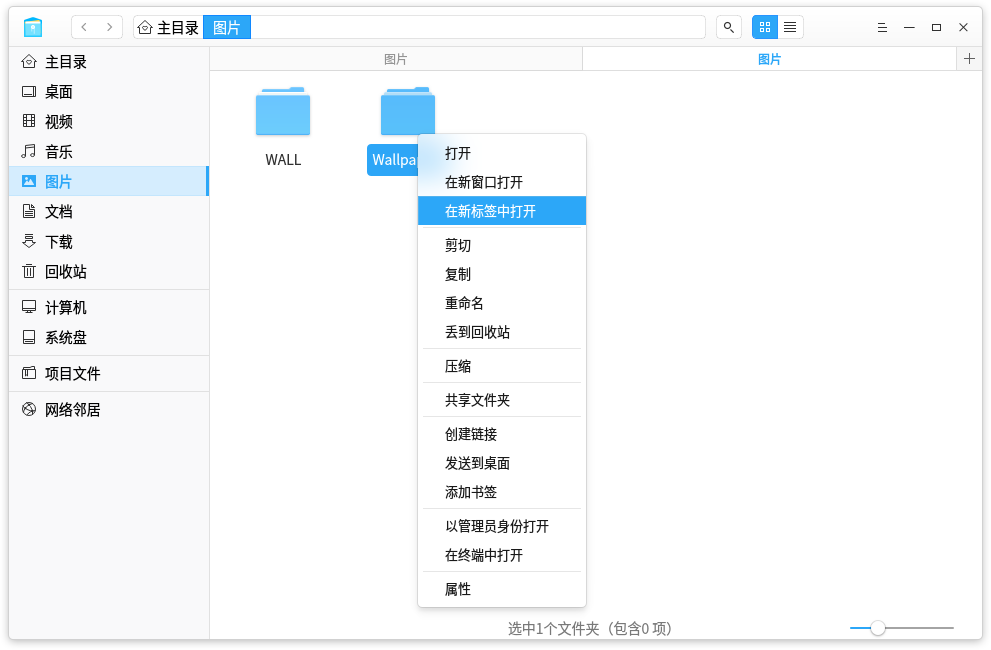 主目录 图片
图片 图片
主目录
桌面
视频
音乐
图片
文档
下载
回收站
计算机
系统盘
项目文件
网络邻居
WALL
打开
在新窗口打开
在新标签中打开
剪切
复制
重命名
丢到回收站
压缩
共享文件夹
创建链接
发送到桌面
添加书签
以管理员身份打开
在终端中打开
属性
选中1个文件夹（包含0 项）